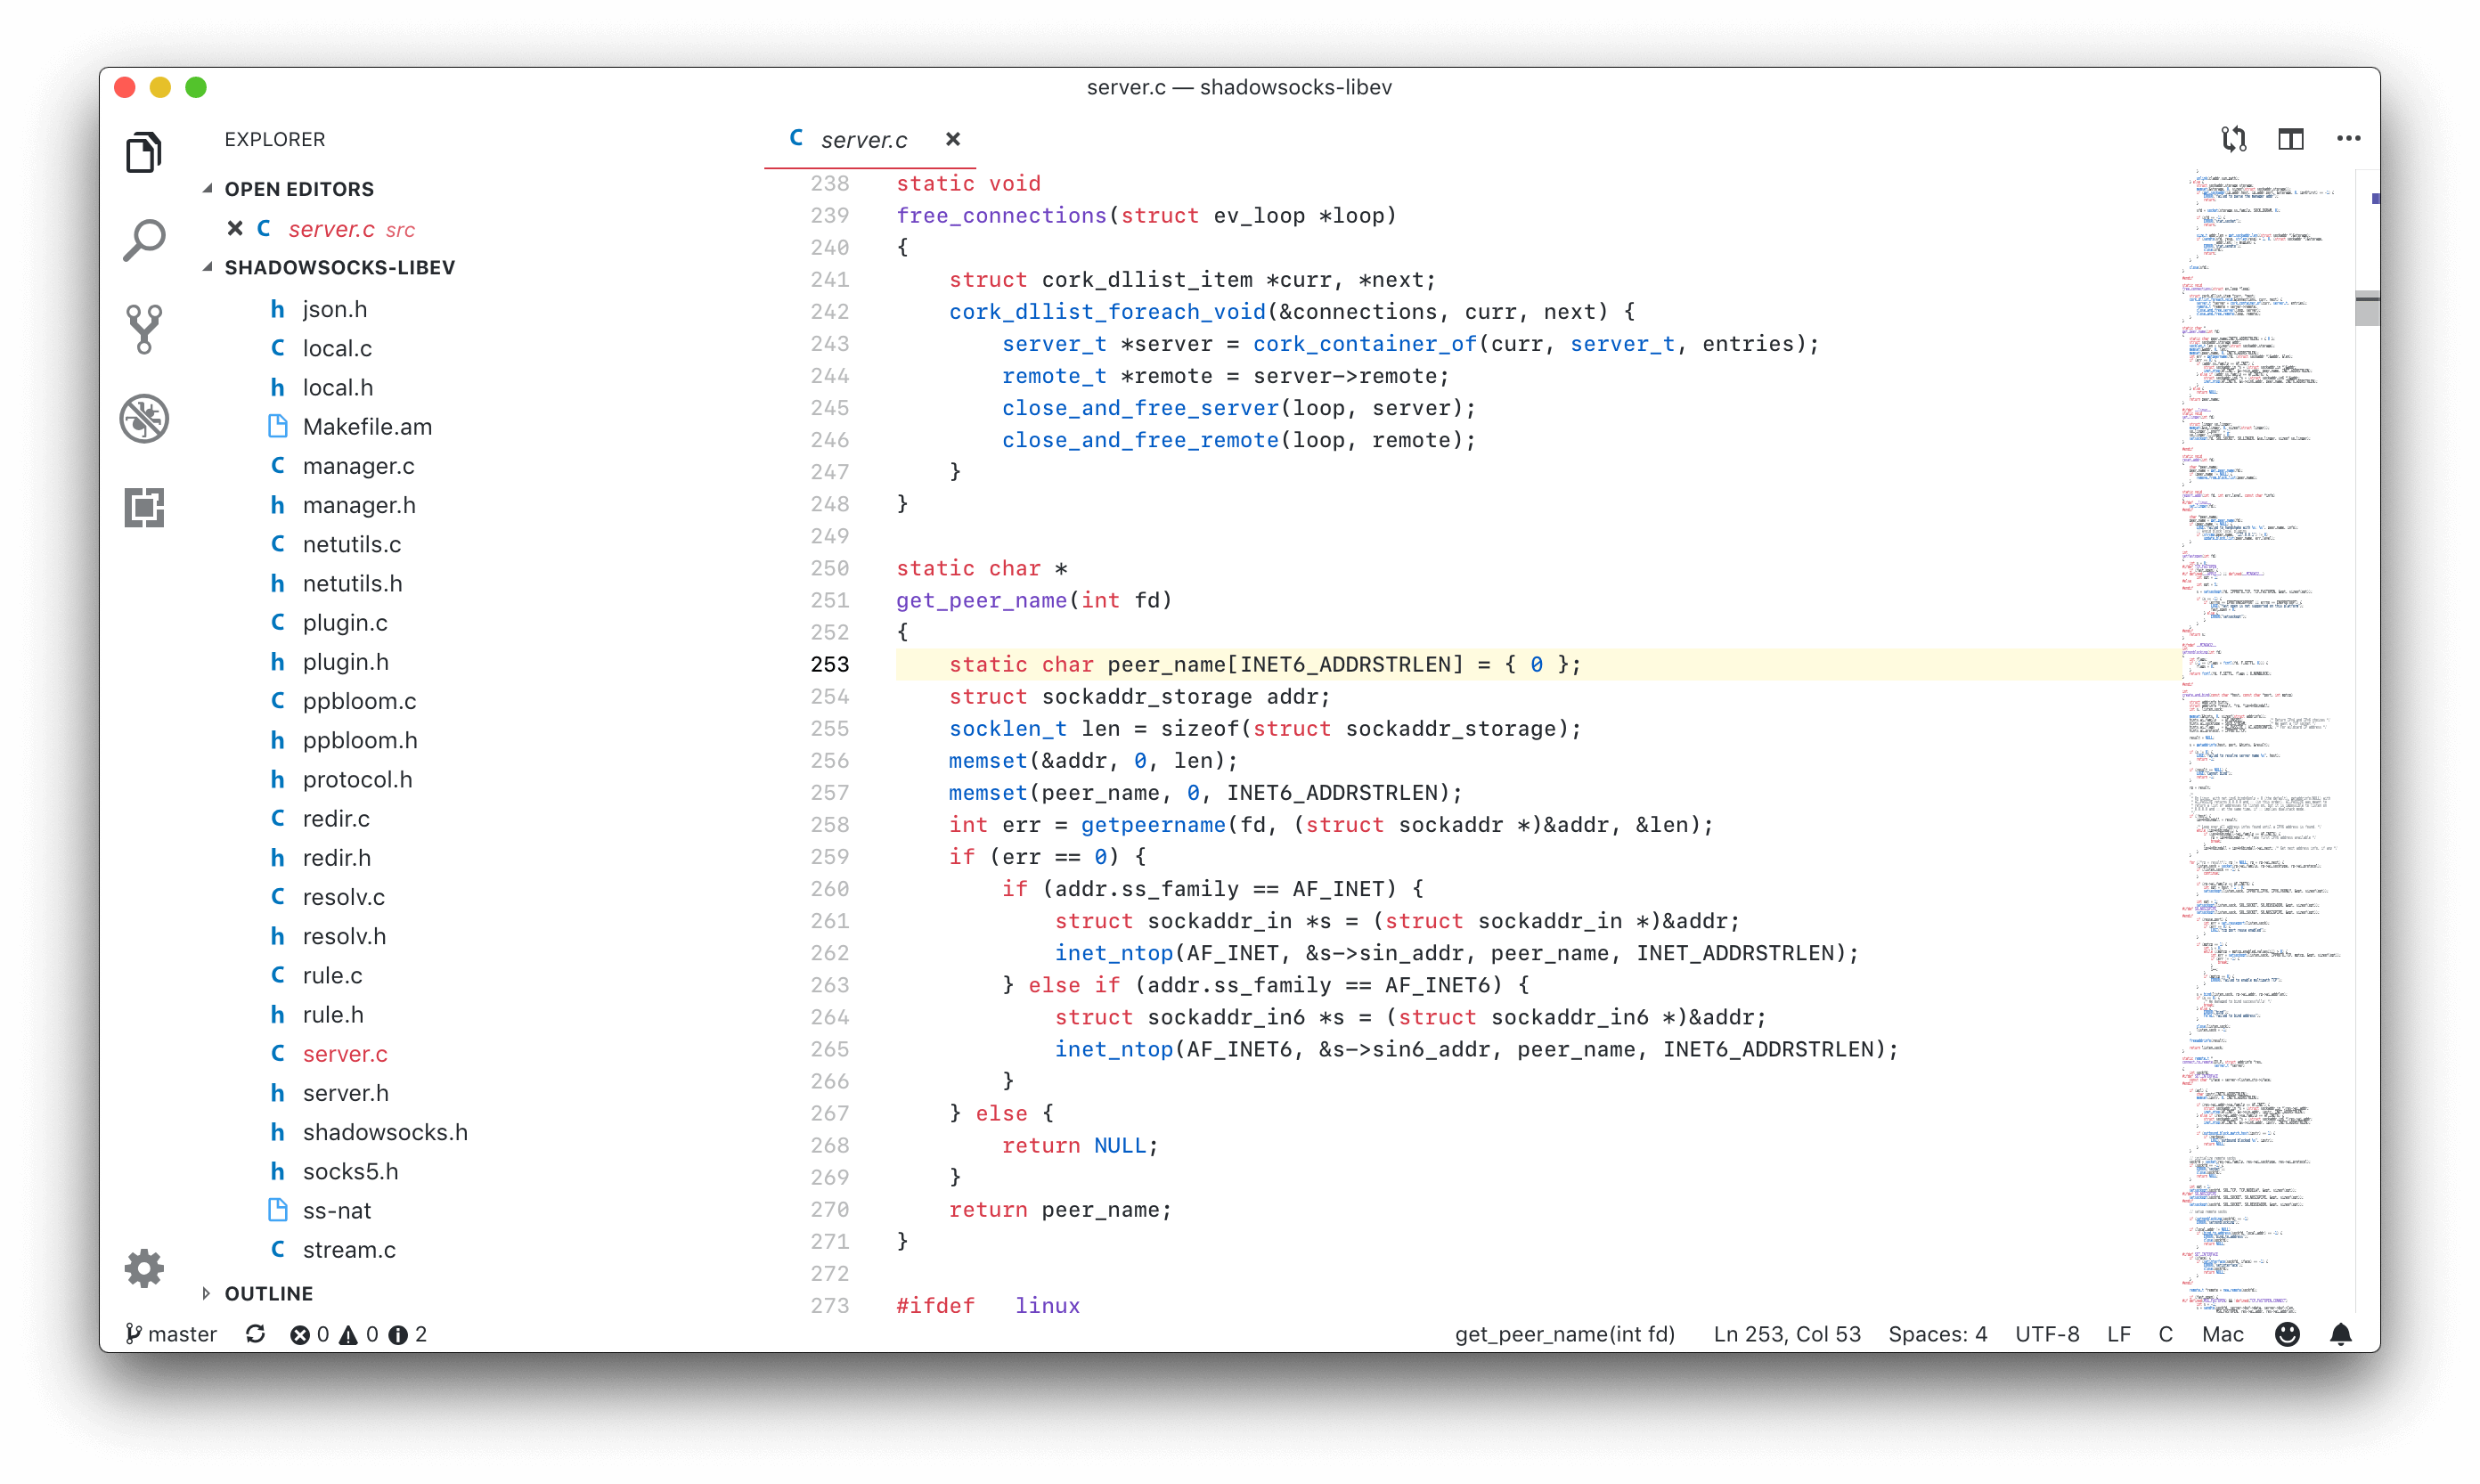 server.c — shadowsocks-libev
EXPLORER
OPEN EDITORS
server.c src
SHADOWSOCKS-LIBEV
json.h
local.c
local.h
Makefile.am
manager.c
manager.h
netutils.c
netutils.h
plugin.c
plugin.h
ppbloom.c
ppbloom.h
protocol.h
redir.c
redir.h
resolv.c
resolv.h
rule.c
rule.h
server.c
server.h
shadowsocks.h
socks5.h
ss-nat
stream.c
OUTLINE
server.c
238 static void
239 free_connections(struct ev_loop *loop)
240 {
241     struct cork_dllist_item *curr, *next;
242     cork_dllist_foreach_void(&connections, curr, next) {
243         server_t *server = cork_container_of(curr, server_t, entries);
244         remote_t *remote = server->remote;
245         close_and_free_server(loop, server);
246         close_and_free_remote(loop, remote);
247     }
248 }
249
250 static char *
251 get_peer_name(int fd)
252 {
253     static char peer_name[INET6_ADDRSTRLEN] = { 0 };
254     struct sockaddr_storage addr;
255     socklen_t len = sizeof(struct sockaddr_storage);
256     memset(&addr, 0, len);
257     memset(peer_name, 0, INET6_ADDRSTRLEN);
258     int err = getpeername(fd, (struct sockaddr *)&addr, &len);
259     if (err == 0) {
260         if (addr.ss_family == AF_INET) {
261             struct sockaddr_in *s = (struct sockaddr_in *)&addr;
262             inet_ntop(AF_INET, &s->sin_addr, peer_name, INET_ADDRSTRLEN);
263         } else if (addr.ss_family == AF_INET6) {
264             struct sockaddr_in6 *s = (struct sockaddr_in6 *)&addr;
265             inet_ntop(AF_INET6, &s->sin6_addr, peer_name, INET6_ADDRSTRLEN);
266         }
267     } else {
268         return NULL;
269     }
270     return peer_name;
271 }
272
273 #ifdef   linux
master 0 0 2 get_peer_name(int fd) Ln 253, Col 53 Spaces: 4 UTF-8 LF C Mac